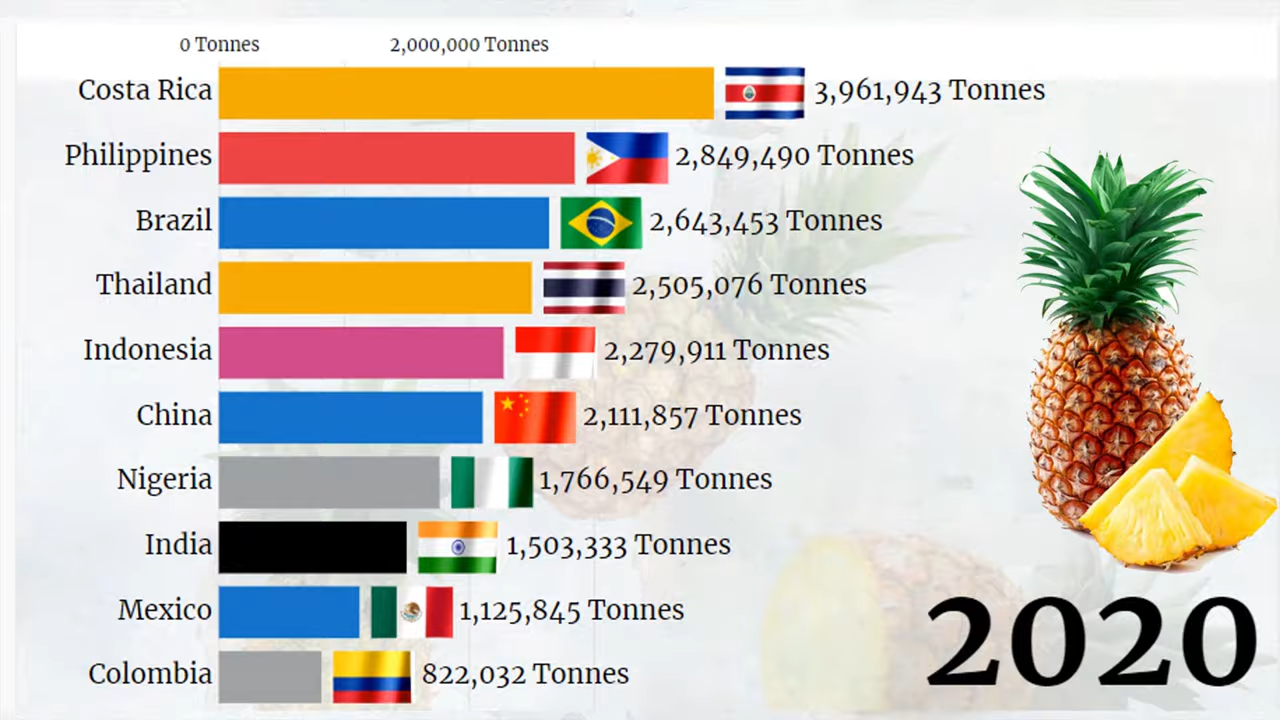 0 Tonnes 2,000,000 Tonnes
Costa Rica 3,961,943 Tonnes
Philippines 2,849,490 Tonnes
Brazil 2,643,453 Tonnes
Thailand 2,505,076 Tonnes
Indonesia 2,279,911 Tonnes
China 2,111,857 Tonnes
Nigeria 1,766,549 Tonnes
India 1,503,333 Tonnes
Mexico 1,125,845 Tonnes
Colombia 822,032 Tonnes
2020